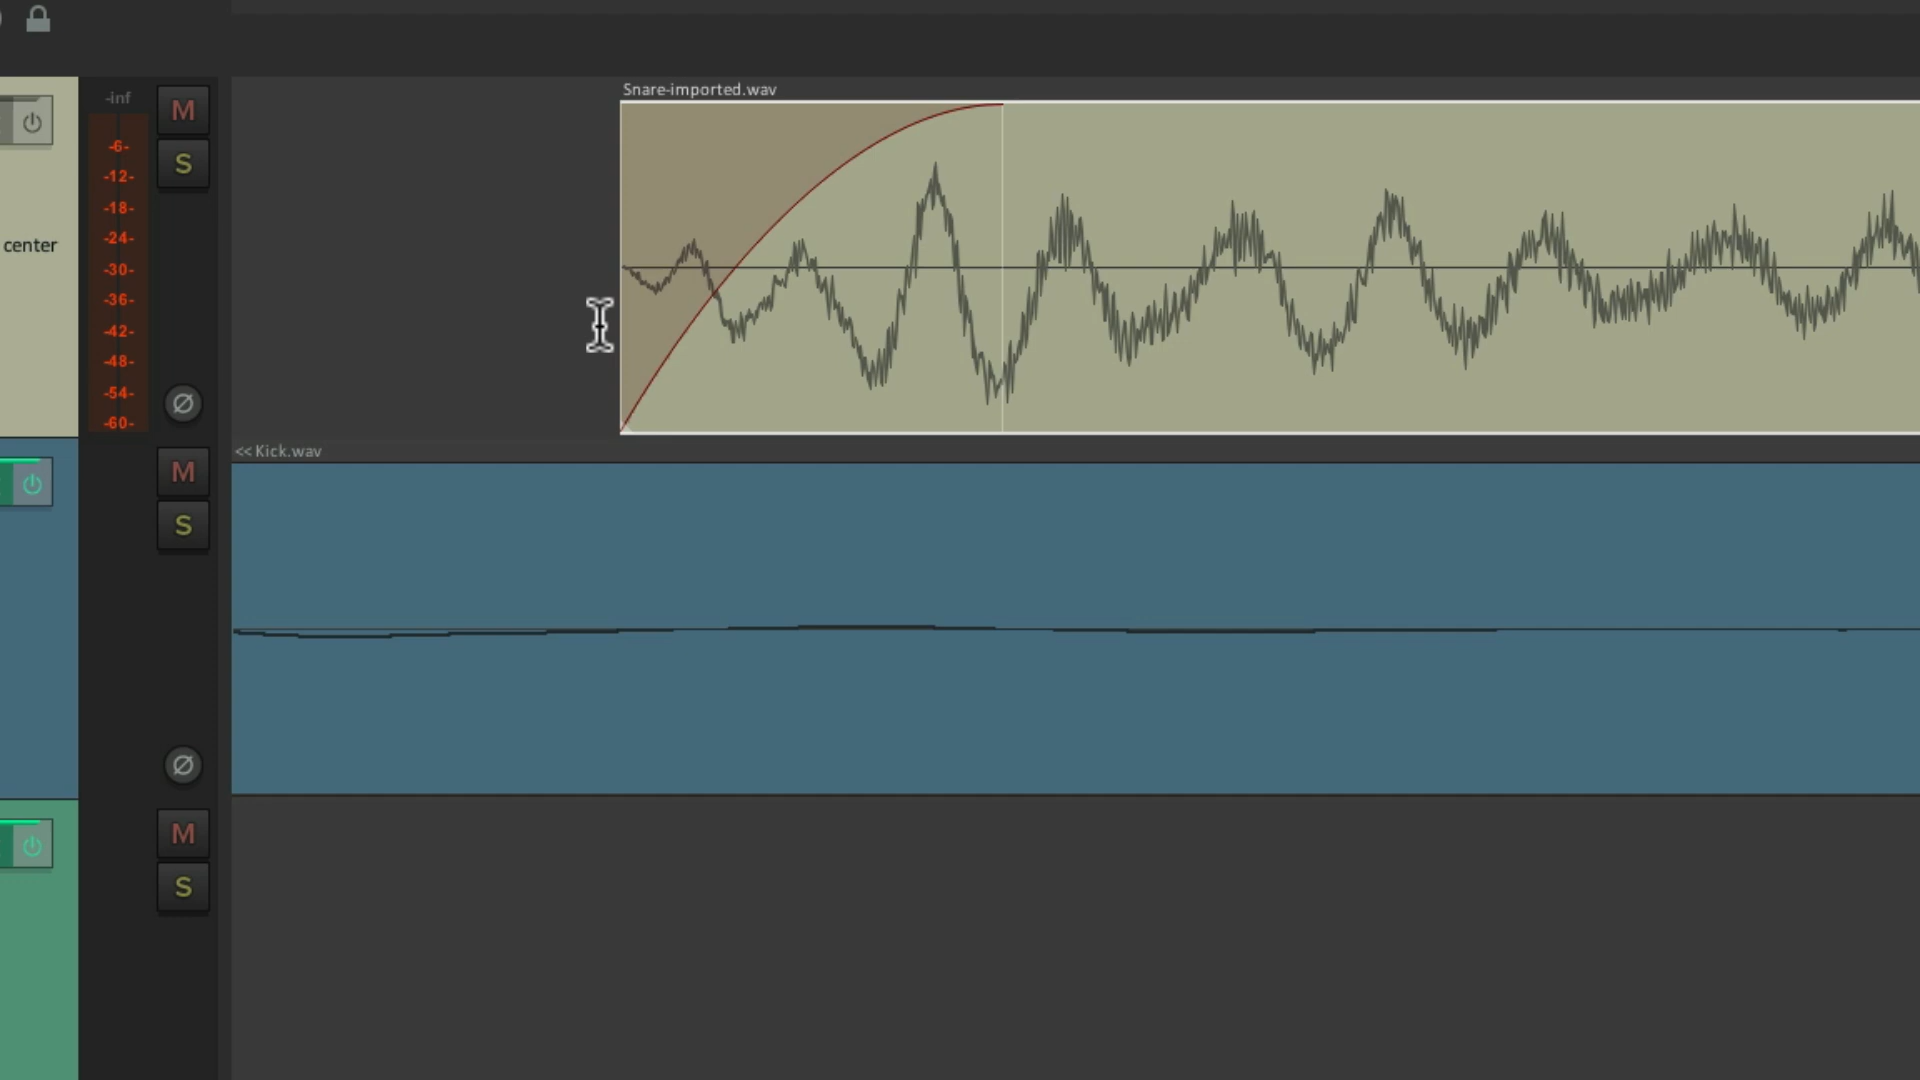 Snare-imported.wav
-inf
M
-6-
-12-
S
-18-
-24-
center
-30-
-36-
-42-
-48-
-54-
-60-
Ø
<< Kick.wav
M
S
Ø
M
S